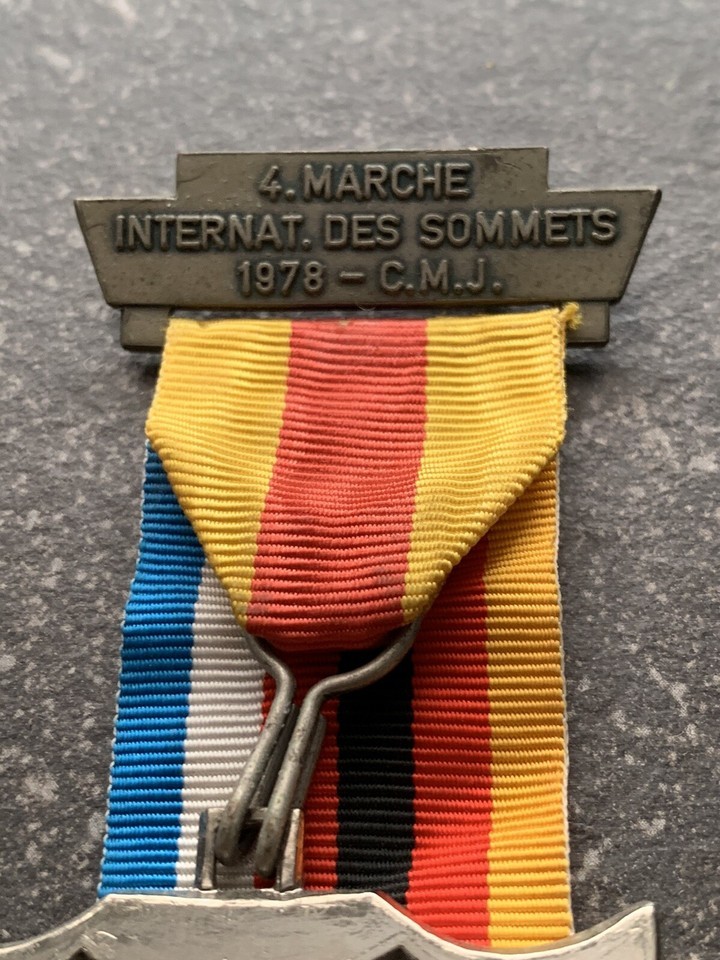 4. MARCHE
INTERNAT. DES SOMMETS
1978 - C.M.J.